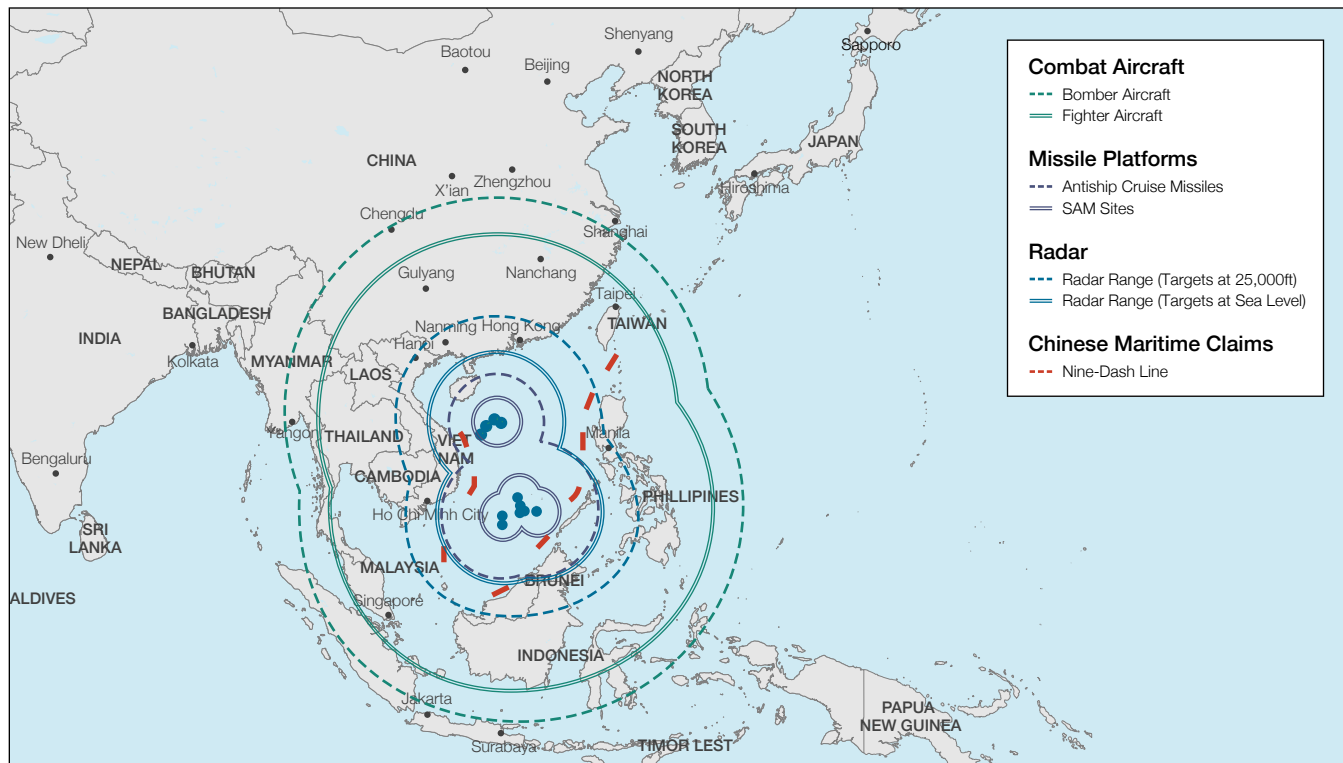 Shenyang
Sapporo
Baotou
Beijing
NORTH
KOREA
SOUTH
KOREA
JAPAN
CHINA
Zhengzhou
X'ian
Hiroshima
Chengdu
Shanghai
New Dheli
NEPAL
BHUTAN
Gulyang
Nanchang
Taipei
BANGLADESH
TAIWAN
INDIA
Nanning
Hong Kong
Hanoi
Kolkata
MYANMAR
LAOS
Yangon
THAILAND
VIET
NAM
Manila
Bengaluru
CAMBODIA
PHILLIPINES
Ho Chi Minh City
SRI
LANKA
MALAYSIA
BRUNEI
ALDIVES
Singapore
INDONESIA
Jakarta
PAPUA
NEW GUINEA
Surabaya
TIMOR LEST
Combat Aircraft
Bomber Aircraft
Fighter Aircraft
Missile Platforms
Antiship Cruise Missiles
SAM Sites
Radar
Radar Range (Targets at 25,000ft)
Radar Range (Targets at Sea Level)
Chinese Maritime Claims
Nine-Dash Line